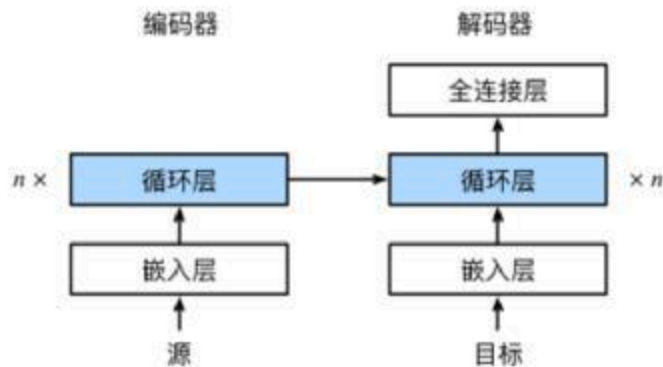 编码器 解码器
全连接层
n × 循环层 循环层 × n
嵌入层 嵌入层
源 目标